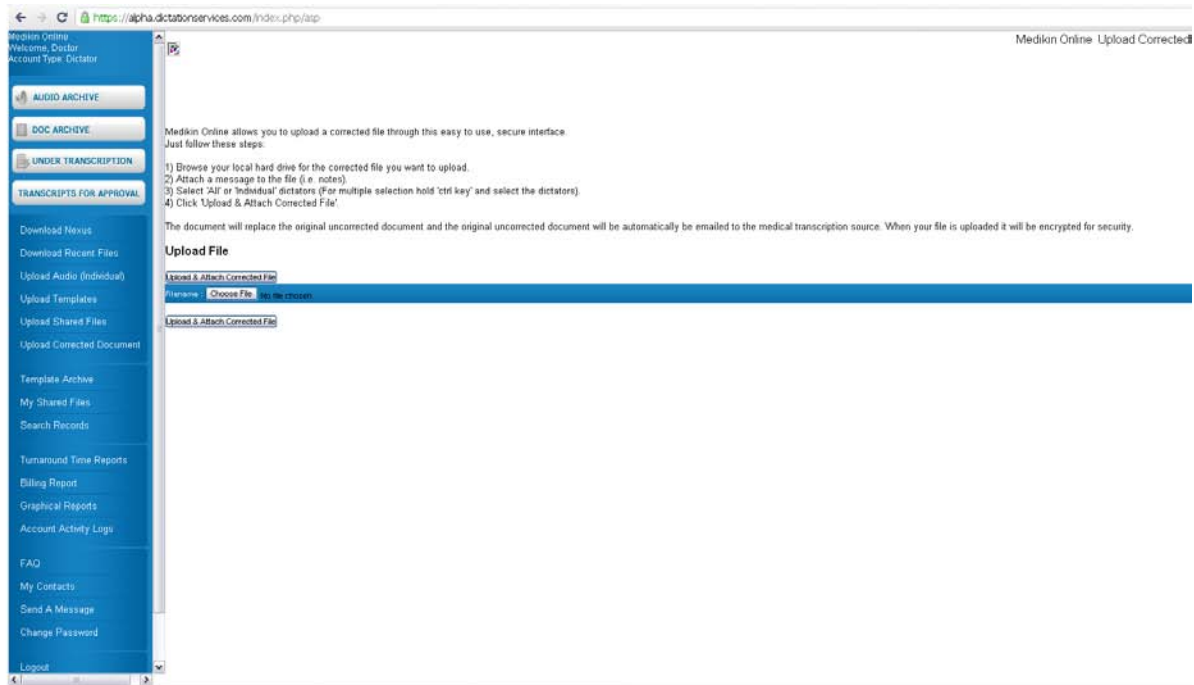 https://alpha.dictationservices.com/index.php/asp
Medikin Online
Welcome, Doctor
Account Type: Dictator
AUDIO ARCHIVE
DOC ARCHIVE
UNDER TRANSCRIPTION
TRANSCRIPTS FOR APPROVAL
Download Nexus
Download Recent Files
Upload Audio (Individual)
Upload Templates
Upload Shared Files
Upload Corrected Document
Template Archive
My Shared Files
Search Records
Turnaround Time Reports
Billing Report
Graphical Reports
Account Activity Logs
FAQ
My Contacts
Send A Message
Change Password
Logout
Medikin Online Upload Corrected
Medikin Online allows you to upload a corrected file through this easy to use, secure interface.
Just follow these steps:
1) Browse your local hard drive for the corrected file you want to upload.
2) Attach a message to the file (i.e. notes).
3) Select 'All' or 'Individual' dictators (For multiple selection hold 'ctrl key' and select the dictators).
4) Click 'Upload & Attach Corrected File'.
The document will replace the original uncorrected document and the original uncorrected document will be automatically be emailed to the medical transcription source. When your file is uploaded it will be encrypted for security.
Upload File
Upload & Attach Corrected File
Filename : Choose File No file chosen
Upload & Attach Corrected File